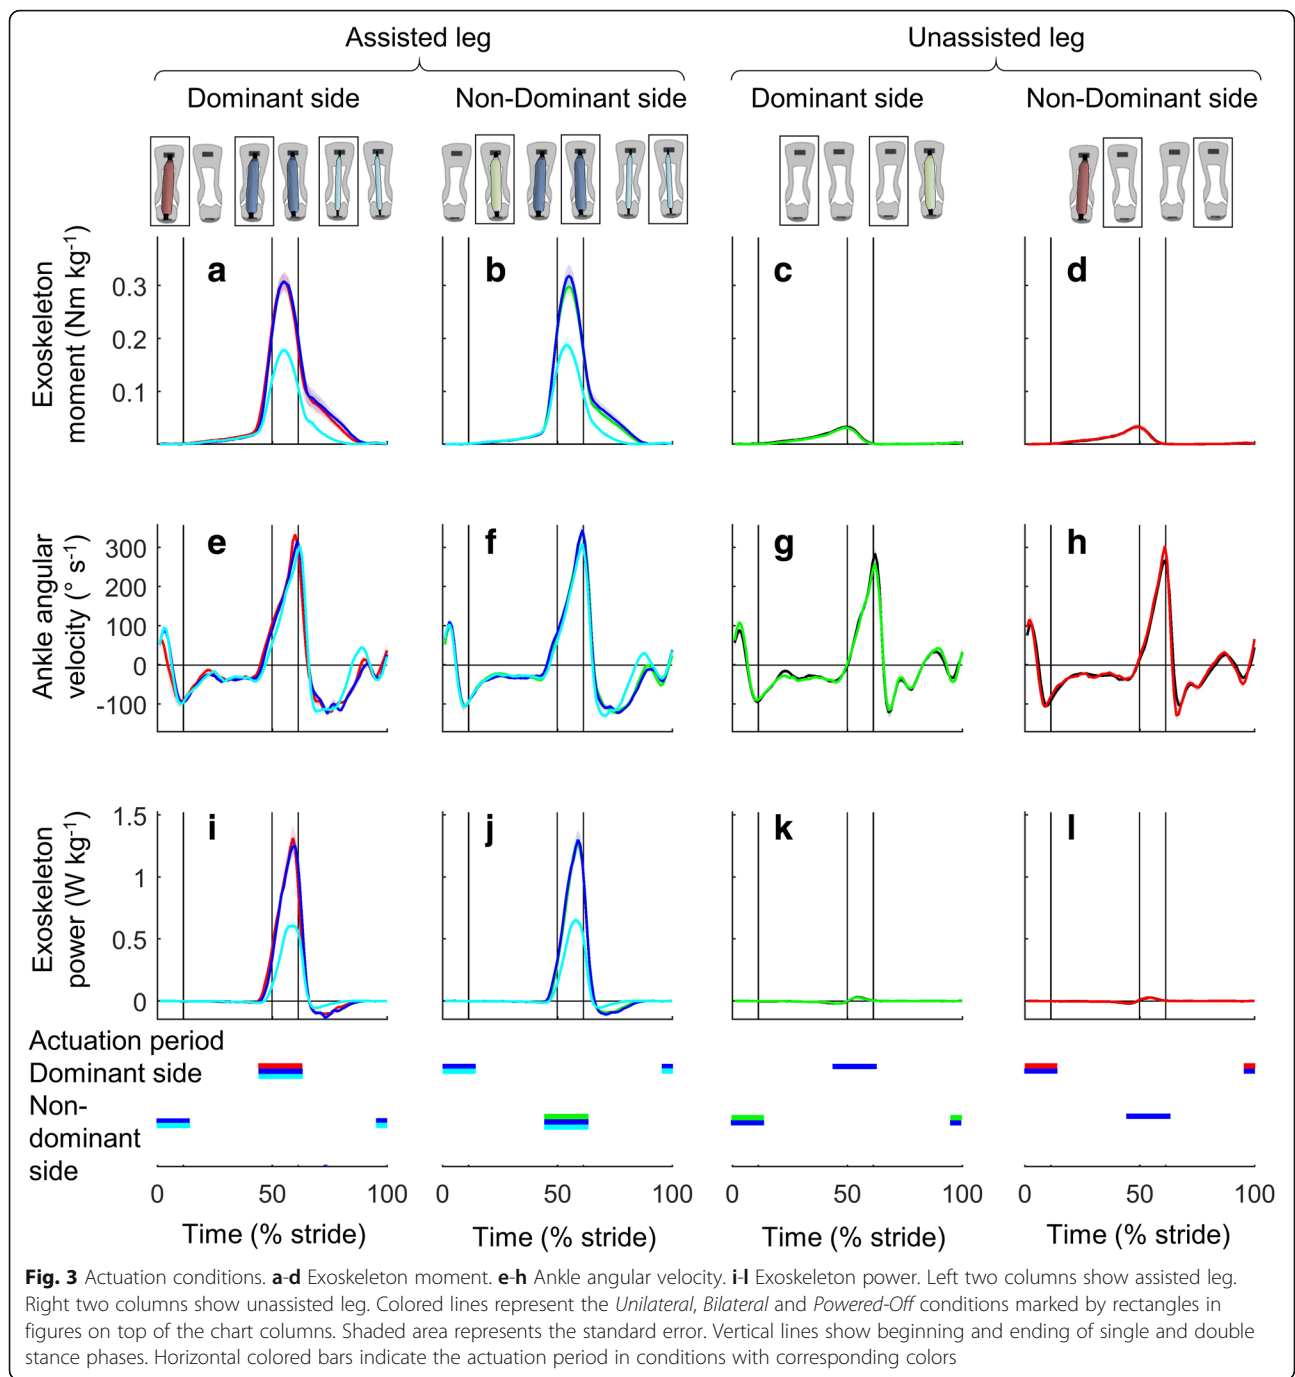 Assisted leg
Unassisted leg
Dominant side
Non-Dominant side
Dominant side
Non-Dominant side
Exoskeleton
moment (Nm kg-1)
0.3
0.2
0.1
a
b
c
d
Ankle angular
velocity (° s-1)
300
200
100
0
-100
e
f
g
h
Exoskeleton
power (W kg-1)
1.5
1
0.5
0
i
j
k
l
Actuation period
Dominant side
Non-
dominant
side
0 50 100
0 50 100
0 50 100
0 50 100
Time (% stride)
Time (% stride)
Time (% stride)
Time (% stride)
Fig. 3 Actuation conditions. a-d Exoskeleton moment. e-h Ankle angular velocity. i-l Exoskeleton power. Left two columns show assisted leg.
Right two columns show unassisted leg. Colored lines represent the Unilateral, Bilateral and Powered-Off conditions marked by rectangles in
figures on top of the chart columns. Shaded area represents the standard error. Vertical lines show beginning and ending of single and double
stance phases. Horizontal colored bars indicate the actuation period in conditions with corresponding colors